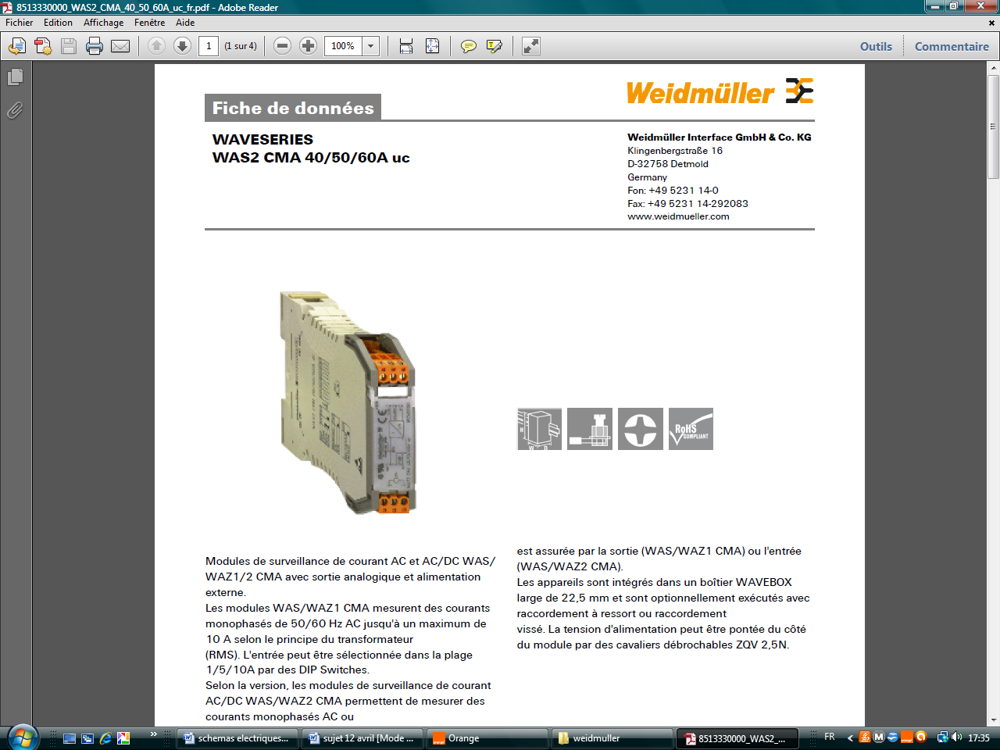 8513330000_WAS2_CMA_40_50_60A_uc_fr.pdf - Adobe Reader
Fichier Edition Affichage Fenêtre Aide
1 (1 sur 4) 100% Outils Commentaire
Weidmüller
Fiche de données
WAVESERIES
WAS2 CMA 40/50/60A uc
Weidmüller Interface GmbH & Co. KG
Klingenbergstraße 16
D-32758 Detmold
Germany
Fon: +49 5231 14-0
Fax: +49 5231 14-292083
www.weidmueller.com
H W D
RoHS
COMPLIANT
Modules de surveillance de courant AC et AC/DC WAS/
WAZ1/2 CMA avec sortie analogique et alimentation
externe.
Les modules WAS/WAZ1 CMA mesurent des courants
monophasés de 50/60 Hz AC jusqu'à un maximum de
10 A selon le principe du transformateur
(RMS). L'entrée peut être sélectionnée dans la plage
1/5/10A par des DIP Switches.
Selon la version, les modules de surveillance de courant
AC/DC WAS/WAZ2 CMA permettent de mesurer des
courants monophasés AC ou
est assurée par la sortie (WAS/WAZ1 CMA) ou l'entrée
(WAS/WAZ2 CMA).
Les appareils sont intégrés dans un boîtier WAVEBOX
large de 22,5 mm et sont optionnellement exécutés avec
raccordement à ressort ou raccordement
vissé. La tension d'alimentation peut être pontée du côté
du module par des cavaliers débrochables ZQV 2,5N.
schemas electriques... sujet 12 avril [Mode ... Orange weidmuller 8513330000_WAS2_... FR 17:35